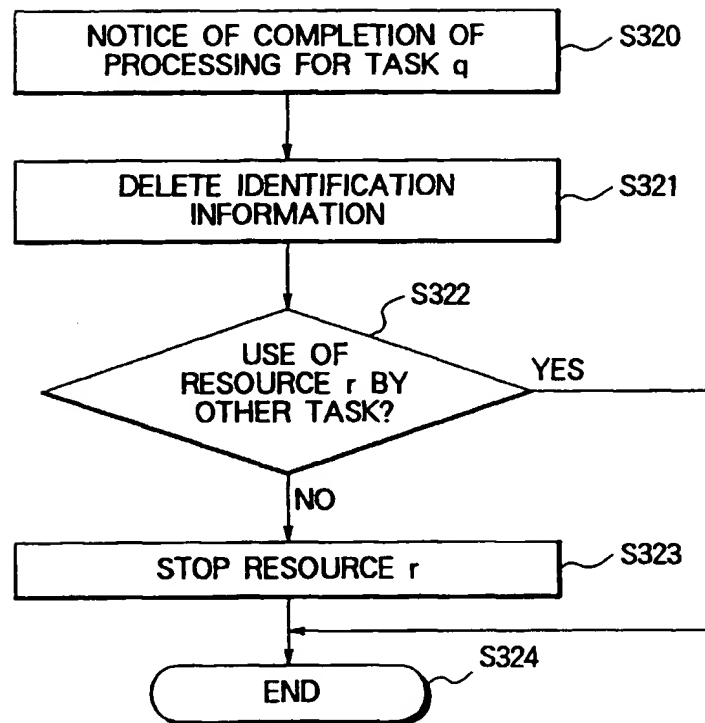 NOTICE OF COMPLETION OF
PROCESSING FOR TASK q
S320
DELETE IDENTIFICATION
INFORMATION
S321
S322
USE OF
RESOURCE r BY
OTHER TASK?
YES
NO
STOP RESOURCE r
S323
S324
END